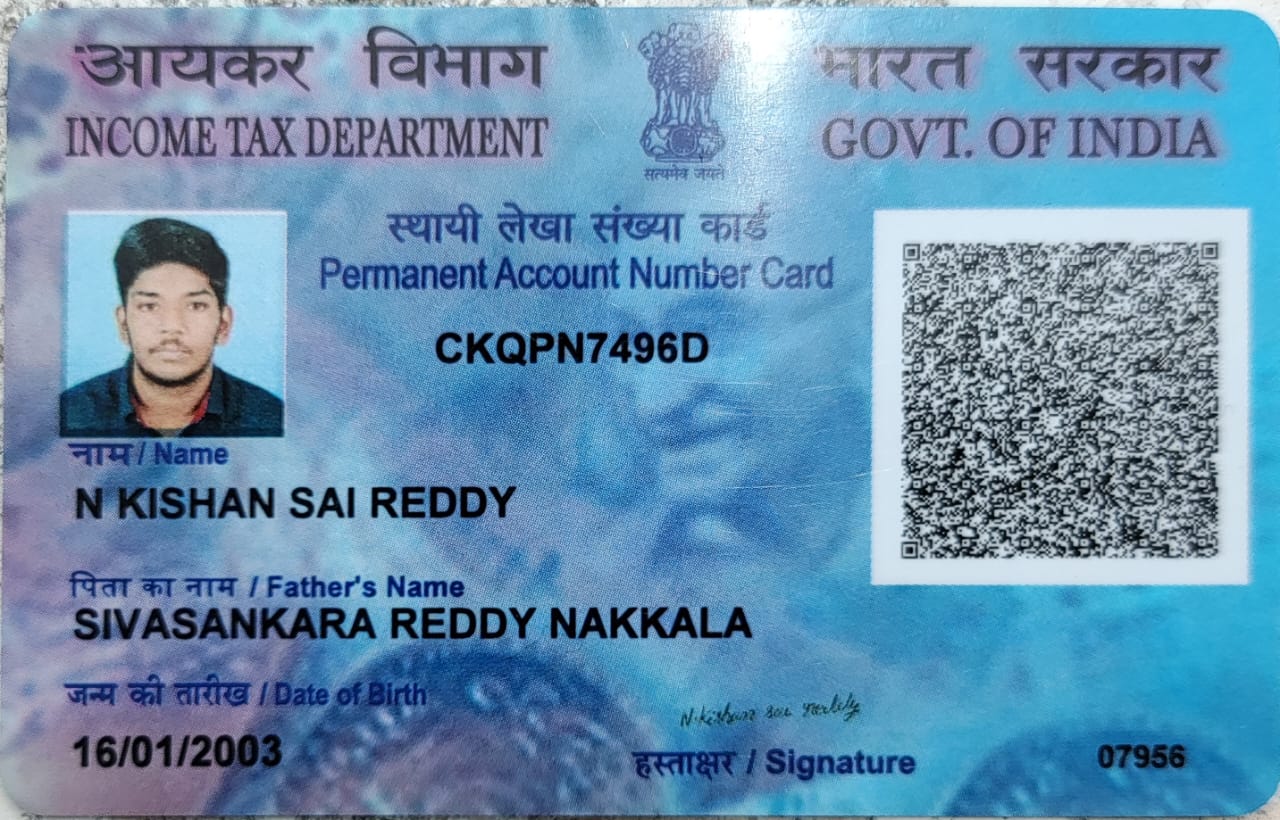 आयकर विभाग
INCOME TAX DEPARTMENT
सत्यमेव जयते
भारत सरकार
GOVT. OF INDIA
स्थायी लेखा संख्या कार्ड
Permanent Account Number Card
CKQPN7496D
नाम / Name
N KISHAN SAI REDDY
पिता का नाम / Father's Name
SIVASANKARA REDDY NAKKALA
जन्म की तारीख / Date of Birth
16/01/2003
N. kishan sai reddy
हस्ताक्षर / Signature
07956